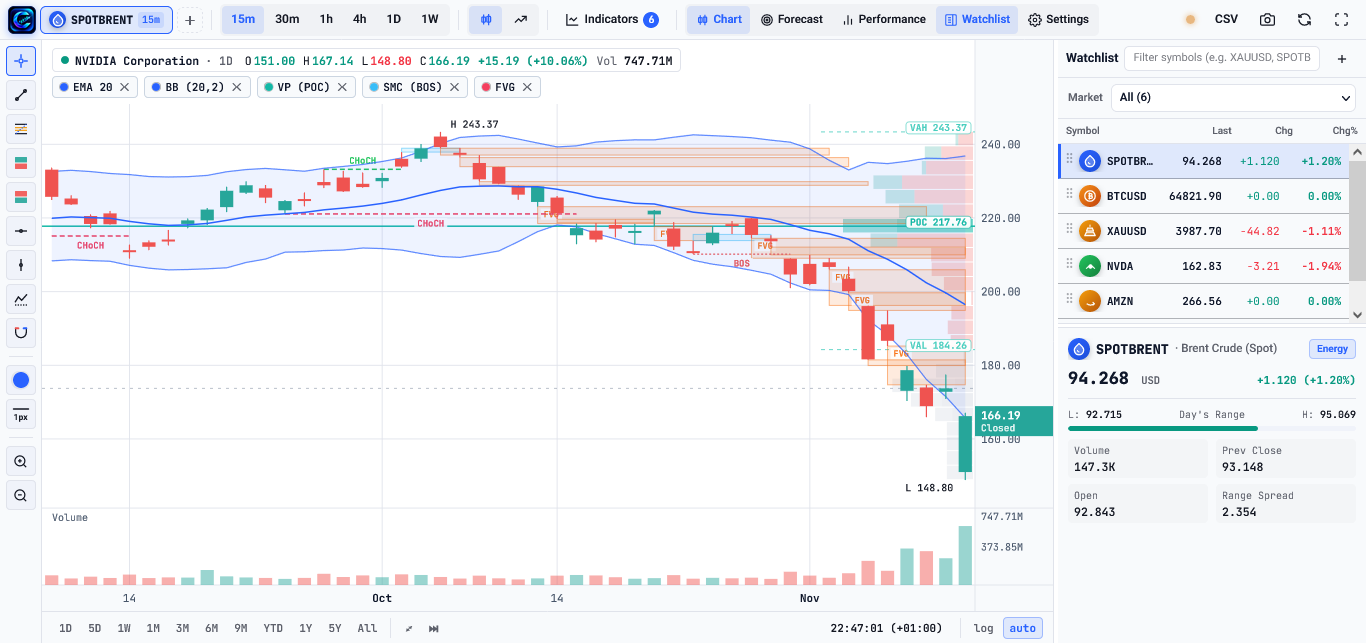 SPOTBRENT 15m +
15m 30m 1h 4h 1D 1W
Indicators 6
Chart Forecast Performance Watchlist Settings
CSV
NVIDIA Corporation · 1D O151.00 H167.14 L148.80 C166.19 +15.19 (+10.06%) Vol 747.71M
EMA 20 ✕ BB (20,2) ✕ VP (POC) ✕ SMC (BOS) ✕ FVG ✕
1px
H 243.37
VAH 243.37
CHoCH
CHoCH
CHoCH
FVG
FVG
POC 217.76
BOS
FVG
FVG
FVG
VAL 184.26
FVG
L 148.80
240.00
220.00
200.00
180.00
166.19
Closed
160.00
Volume
747.71M
373.85M
14 Oct 14 Nov
1D 5D 1W 1M 3M 6M 9M YTD 1Y 5Y All
22:47:01 (+01:00) log auto
Watchlist Filter symbols (e.g. XAUUSD, SPOTB +
Market All (6)
Symbol Last Chg Chg%
SPOTBR… 94.268 +1.120 +1.20%
BTCUSD 64821.90 +0.00 0.00%
XAUUSD 3987.70 -44.82 -1.11%
NVDA 162.83 -3.21 -1.94%
AMZN 266.56 +0.00 0.00%
SPOTBRENT · Brent Crude (Spot) Energy
94.268 USD +1.120 (+1.20%)
L: 92.715 Day's Range H: 95.069
Volume
147.3K
Prev Close
93.148
Open
92.843
Range Spread
2.354